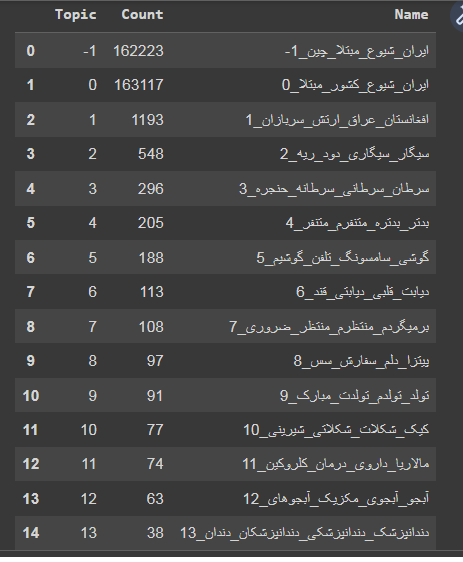 Topic Count Name
0 -1 162223 -1_ایران_شیوع_مبتلا_چین
1 0 163117 0_ایران_شیوع_کشور_مبتلا
2 1 1193 1_افغانستان_عراق_ارتش_سربازان
3 2 548 2_سیگار_سیگاری_دود_ریه
4 3 296 3_سرطان_سرطانی_سرطانه_حنجره
5 4 205 4_بدتر_بدتره_متنفرم_متنفر
6 5 188 5_گوشی_سامسونگ_تلفن_گوشیم
7 6 113 6_دیابت_قلبی_دیابتی_قند
8 7 108 7_برمیگردم_منتظرم_منتظر_ضروری
9 8 97 8_پیتزا_دلم_سفارش_سس
10 9 91 9_تولد_تولدم_تولدت_مبارک
11 10 77 10_کیک_شکلات_شکلاتی_شیرینی
12 11 74 11_مالاریا_داروی_درمان_کلروکین
13 12 63 12_آبجو_آبجوی_مکزیک_آبجوهای
14 13 38 13_دندانپزشک_دندانپزشکی_دندانپزشکان_دندان